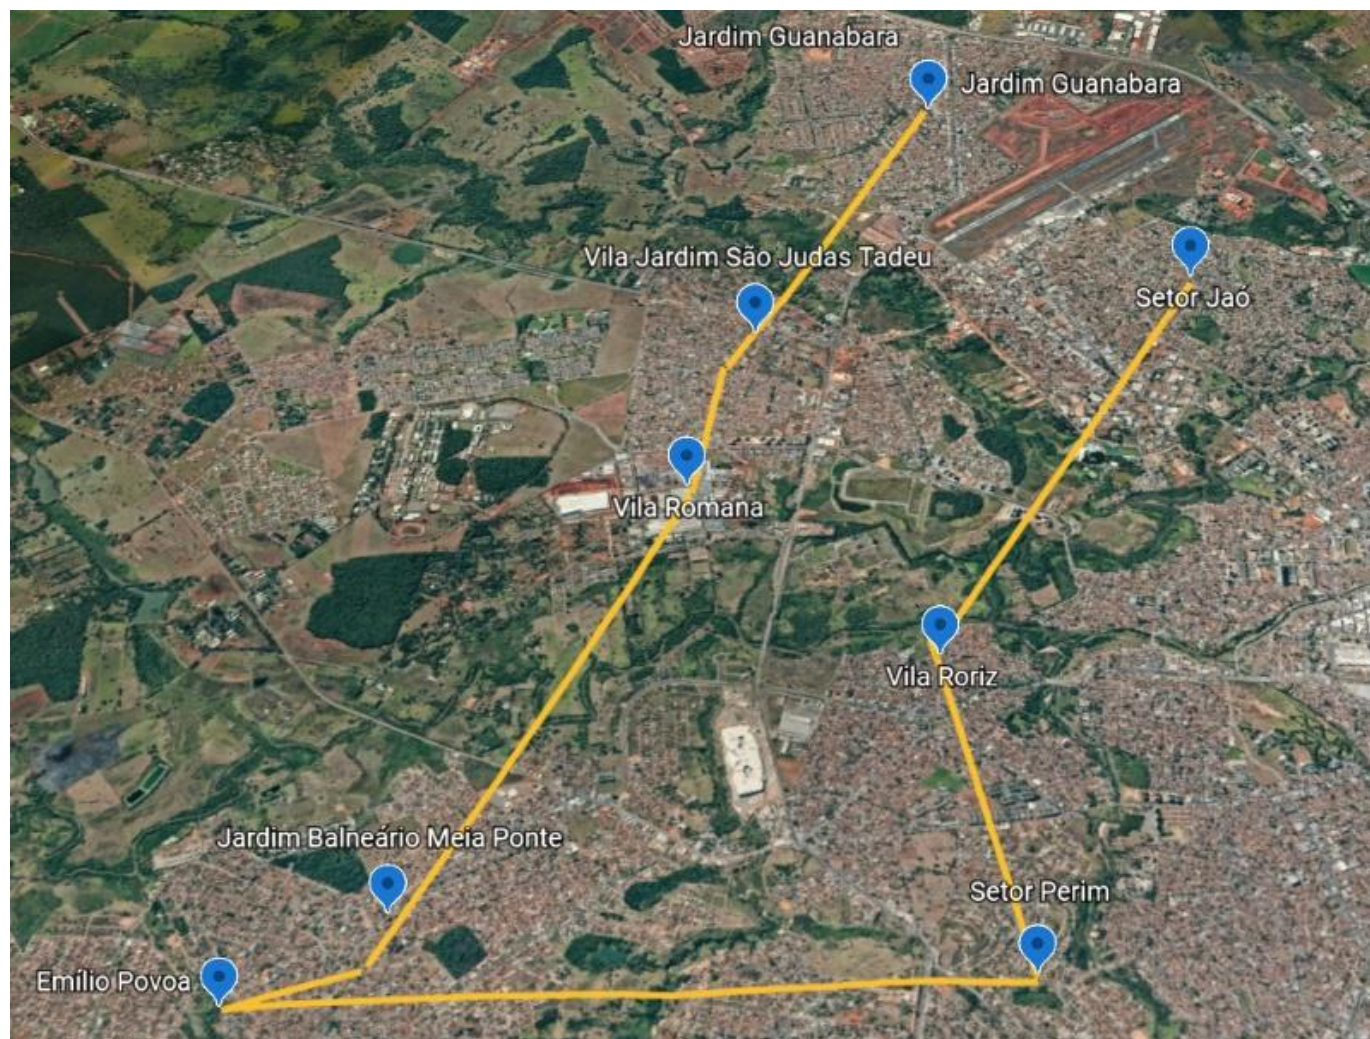 Jardim Guanabara
Jardim Guanabara
Vila Jardim São Judas Tadeu
Setor Jaó
Vila Romana
Vila Roriz
Jardim Balneário Meia Ponte
Setor Perim
Emílio Povoa